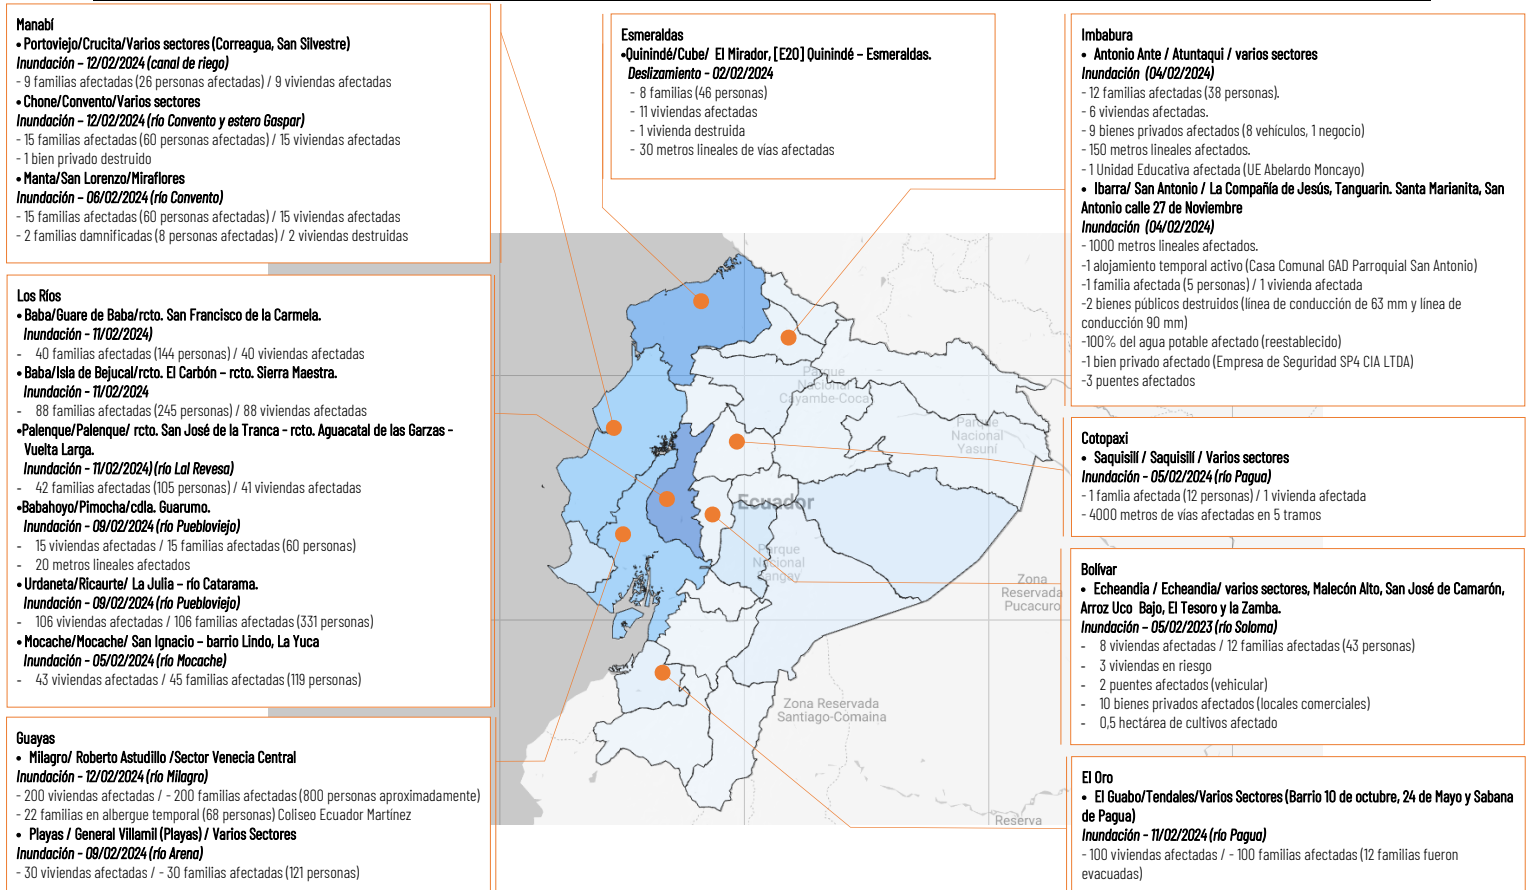 Manabí
• Portoviejo/Crucita/Varios sectores (Correagua, San Silvestre)
Inundación – 12/02/2024 (canal de riego)
- 9 familias afectadas (26 personas afectadas) / 9 viviendas afectadas
• Chone/Convento/Varios sectores
Inundación – 12/02/2024 (río Convento y estero Gaspar)
- 15 familias afectadas (60 personas afectadas) / 15 viviendas afectadas
- 1 bien privado destruido
• Manta/San Lorenzo/Miraflores
Inundación – 06/02/2024 (río Convento)
- 15 familias afectadas (60 personas afectadas) / 15 viviendas afectadas
- 2 familias damnificadas (8 personas afectadas) / 2 viviendas destruidas
Los Ríos
• Baba/Guare de Baba/rcto. San Francisco de la Carmela.
Inundación - 11/02/2024)
- 40 familias afectadas (144 personas) / 40 viviendas afectadas
• Baba/Isla de Bejucal/rcto. El Carbón – rcto. Sierra Maestra.
Inundación - 11/02/2024
- 88 familias afectadas (245 personas) / 88 viviendas afectadas
•Palenque/Palenque/ rcto. San José de la Tranca - rcto. Aguacatal de las Garzas -
Vuelta Larga.
Inundación - 11/02/2024) (río Lal Revesa)
- 42 familias afectadas (105 personas) / 41 viviendas afectadas
•Babahoyo/Pimocha/cdla. Guarumo.
Inundación - 09/02/2024 (río Puebloviejo)
- 15 viviendas afectadas / 15 familias afectadas (60 personas)
- 20 metros lineales afectados
• Urdaneta/Ricaurte/ La Julia – río Catarama.
Inundación - 09/02/2024 (río Puebloviejo)
- 106 viviendas afectadas / 106 familias afectadas (331 personas)
• Mocache/Mocache/ San Ignacio – barrio Lindo, La Yuca
Inundación - 05/02/2024 (río Mocache)
- 43 viviendas afectadas / 45 familias afectadas (119 personas)
Guayas
• Milagro/ Roberto Astudillo /Sector Venecia Central
Inundación - 12/02/2024 (río Milagro)
- 200 viviendas afectadas / - 200 familias afectadas (800 personas aproximadamente)
- 22 familias en albergue temporal (68 personas) Coliseo Ecuador Martínez
• Playas / General Villamil (Playas) / Varios Sectores
Inundación - 09/02/2024 (río Arena)
- 30 viviendas afectadas / - 30 familias afectadas (121 personas)
Esmeraldas
•Quinindé/Cube/ El Mirador, [E20] Quinindé – Esmeraldas.
Deslizamiento - 02/02/2024
- 8 familias (46 personas)
- 11 viviendas afectadas
- 1 vivienda destruida
- 30 metros lineales de vías afectadas
Parque
Nacional
Cayambe-Coca
Parque
Nacional
Yasuní
Ecuador
Parque
Nacional
Sangay
Zona
Reservada
Pucacuro
Zona Reservada
Santiago-Comaina
Reserva
Imbabura
• Antonio Ante / Atuntaqui / varios sectores
Inundación (04/02/2024)
- 12 familias afectadas (38 personas).
- 6 viviendas afectadas.
- 9 bienes privados afectados (8 vehículos, 1 negocio)
- 150 metros lineales afectados.
- 1 Unidad Educativa afectada (UE Abelardo Moncayo)
• Ibarra/ San Antonio / La Compañía de Jesús, Tanguarin. Santa Marianita, San
Antonio calle 27 de Noviembre
Inundación (04/02/2024)
- 1000 metros lineales afectados.
-1 alojamiento temporal activo (Casa Comunal GAD Parroquial San Antonio)
-1 familia afectada (5 personas) / 1 vivienda afectada
-2 bienes públicos destruidos (línea de conducción de 63 mm y línea de
conducción 90 mm)
-100% del agua potable afectado (reestablecido)
-1 bien privado afectado (Empresa de Seguridad SP4 CIA LTDA)
-3 puentes afectados
Cotopaxi
• Saquisilí / Saquisilí / Varios sectores
Inundación - 05/02/2024 (río Pagua)
- 1 famlia afectada (12 personas) / 1 vivienda afectada
- 4000 metros de vías afectadas en 5 tramos
Bolívar
• Echeandia / Echeandia/ varios sectores, Malecón Alto, San José de Camarón,
Arroz Uco Bajo, El Tesoro y la Zamba.
Inundación – 05/02/2023 (río Soloma)
- 8 viviendas afectadas / 12 familias afectadas (43 personas)
- 3 viviendas en riesgo
- 2 puentes afectados (vehicular)
- 10 bienes privados afectados (locales comerciales)
- 0,5 hectárea de cultivos afectado
El Oro
• El Guabo/Tendales/Varios Sectores (Barrio 10 de octubre, 24 de Mayo y Sabana
de Pagua)
Inundación - 11/02/2024 (río Pagua)
- 100 viviendas afectadas / - 100 familias afectadas (12 familias fueron
evacuadas)